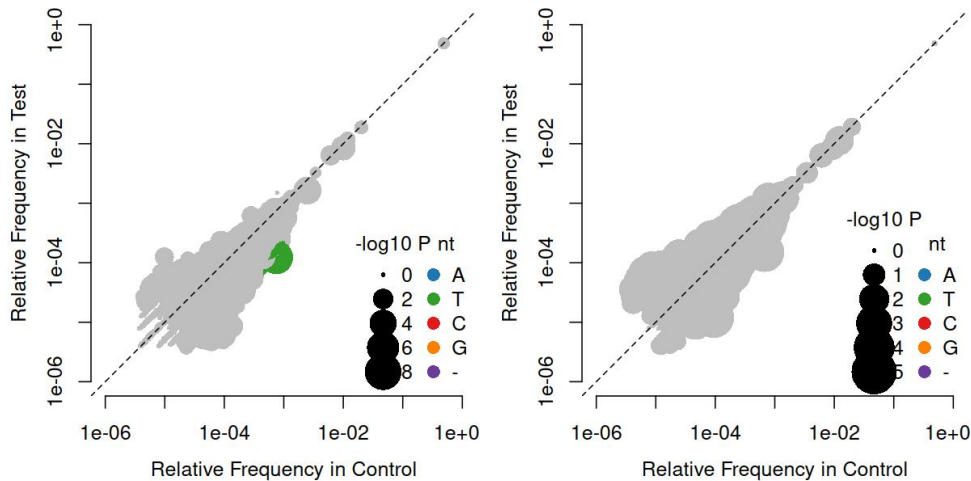 Relative Frequency in Test
1e+0
1e-02
1e-04
1e-06
-log10 P nt
0 A
2 T
4 C
6 G
8 -
1e-06 1e-04 1e-02 1e+0
Relative Frequency in Control
Relative Frequency in Test
1e+0
1e-02
1e-04
1e-06
-log10 P
nt
0
1 A
2 T
3 C
4 G
5 -
1e-06 1e-04 1e-02 1e+0
Relative Frequency in Control